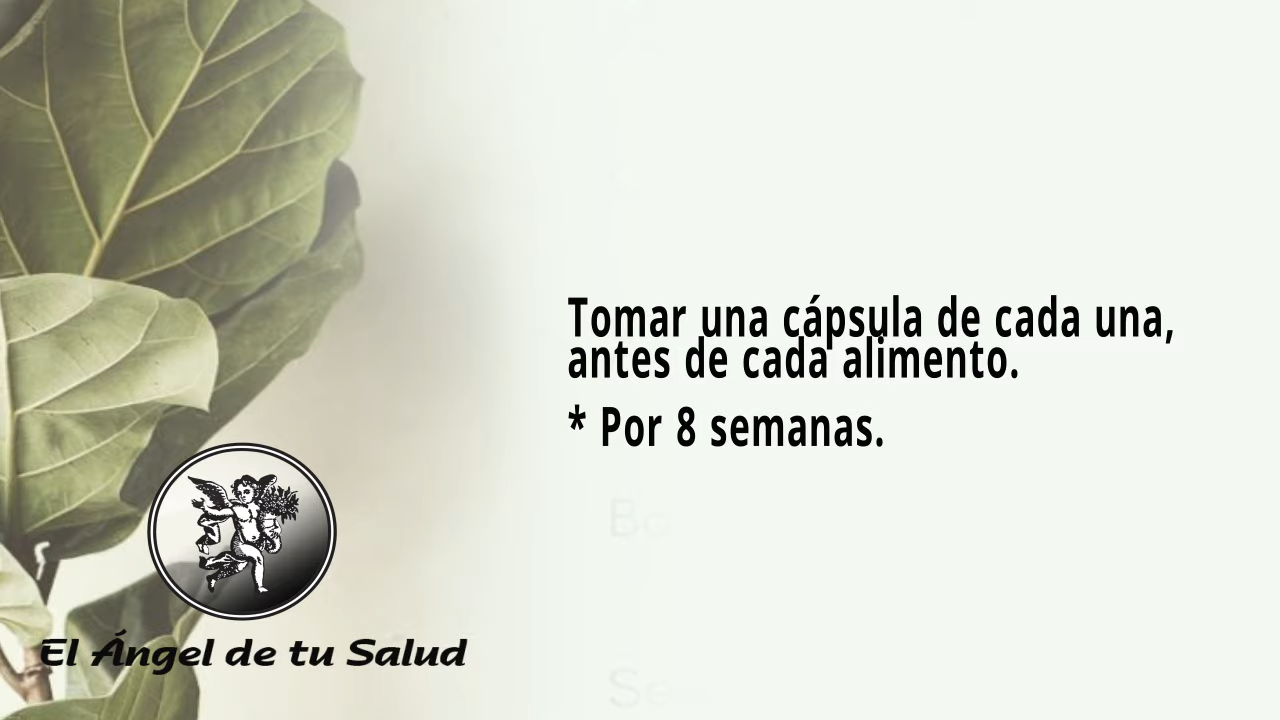 Tomar una cápsula de cada una,
antes de cada alimento.
* Por 8 semanas.
El Ángel de tu Salud